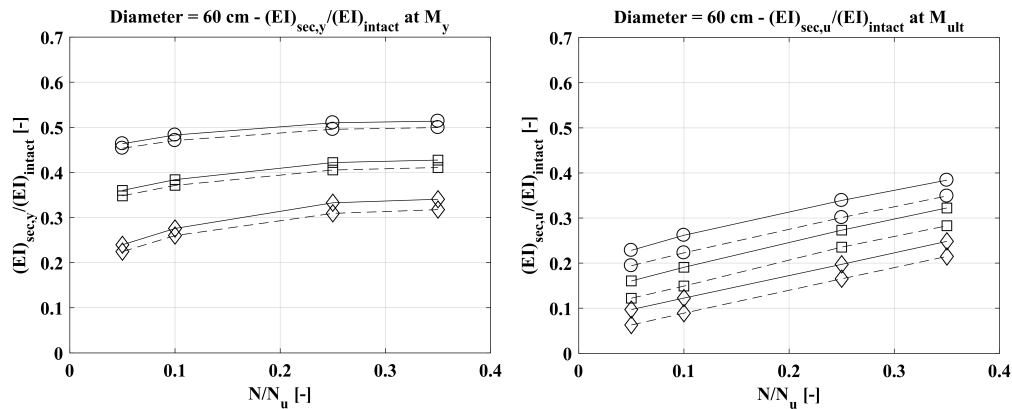 Diameter = 60 cm - (EI)sec,y/(EI)intact at My
(EI)sec,y/(EI)intact [-]
0.7
0.6
0.5
0.4
0.3
0.2
0.1
0
0 0.1 0.2 0.3 0.4
N/Nu [-]
Diameter = 60 cm - (EI)sec,u/(EI)intact at Mult
(EI)sec,u/(EI)intact [-]
0.7
0.6
0.5
0.4
0.3
0.2
0.1
0
0 0.1 0.2 0.3 0.4
N/Nu [-]